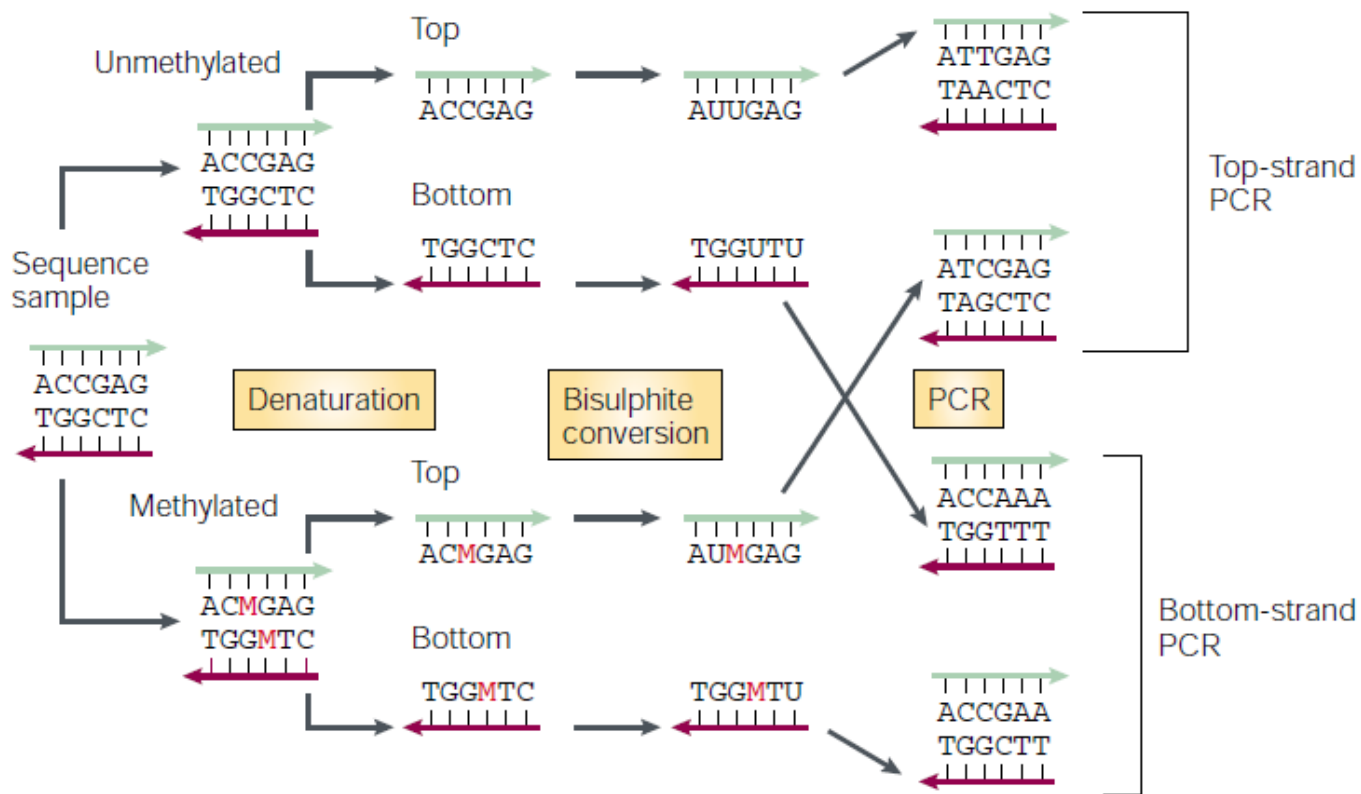 Unmethylated
Top
ACCGAG
AUUGAG
ATTGAG
TAACTC
ACCGAG
TGGCTC
Bottom
TGGCTC
TGGUTU
Top-strand
PCR
ATCGAG
TAGCTC
Sequence
sample
ACCGAG
TGGCTC
Denaturation
Bisulphite
conversion
PCR
Methylated
Top
ACMGAG
AUMGAG
ACCAAA
TGGTTT
ACMGAG
TGGMTC
Bottom
TGGMTC
TGGMTU
Bottom-strand
PCR
ACCGAA
TGGCTT